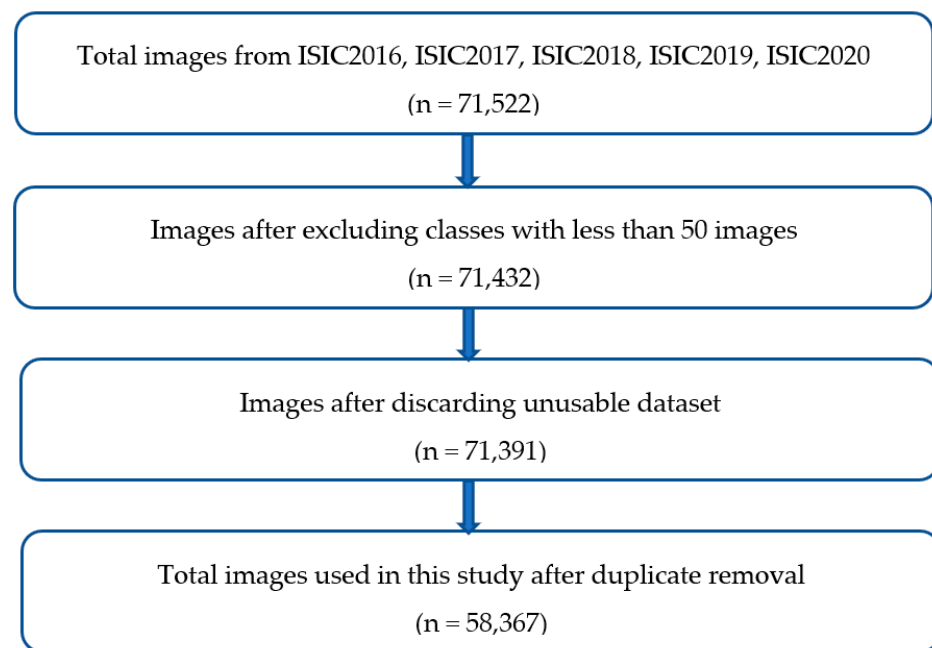 Total images from ISIC2016, ISIC2017, ISIC2018, ISIC2019, ISIC2020
(n = 71,522)
Images after excluding classes with less than 50 images
(n = 71,432)
Images after discarding unusable dataset
(n = 71,391)
Total images used in this study after duplicate removal
(n = 58,367)